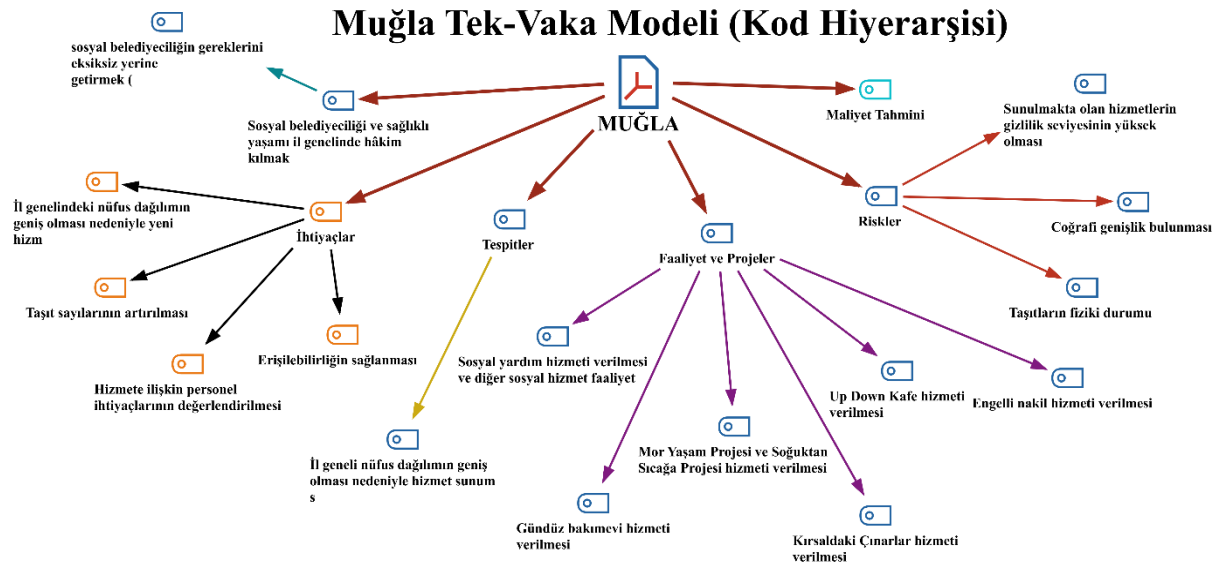 Muğla Tek-Vaka Modeli (Kod Hiyerarşisi)
sosyal belediyeciliğin gereklerini
eksiksiz yerine
getirmek (
Sosyal belediyeciliği ve sağlıklı
yaşamı il genelinde hâkim
kılmak
MUĞLA
Maliyet Tahmini
Sunulmakta olan hizmetlerin
gizlilik seviyesinin yüksek
olması
İl genelindeki nüfus dağılımın
geniş olması nedeniyle yeni
hizm
İhtiyaçlar
Tespitler
Faaliyet ve Projeler
Riskler
Coğrafi genişlik bulunması
Taşıt sayılarının artırılması
Erişilebilirliğin sağlanması
Taşıtların fiziki durumu
Hizmete ilişkin personel
ihtiyaçlarının değerlendirilmesi
Sosyal yardım hizmeti verilmesi
ve diğer sosyal hizmet faaliyet
Up Down Kafe hizmeti
verilmesi
Engelli nakil hizmeti verilmesi
İl geneli nüfus dağılımın geniş
olması nedeniyle hizmet sunum
s
Mor Yaşam Projesi ve Soğuktan
Sıcağa Projesi hizmeti verilmesi
Gündüz bakımevi hizmeti
verilmesi
Kırsaldaki Çınarlar hizmeti
verilmesi